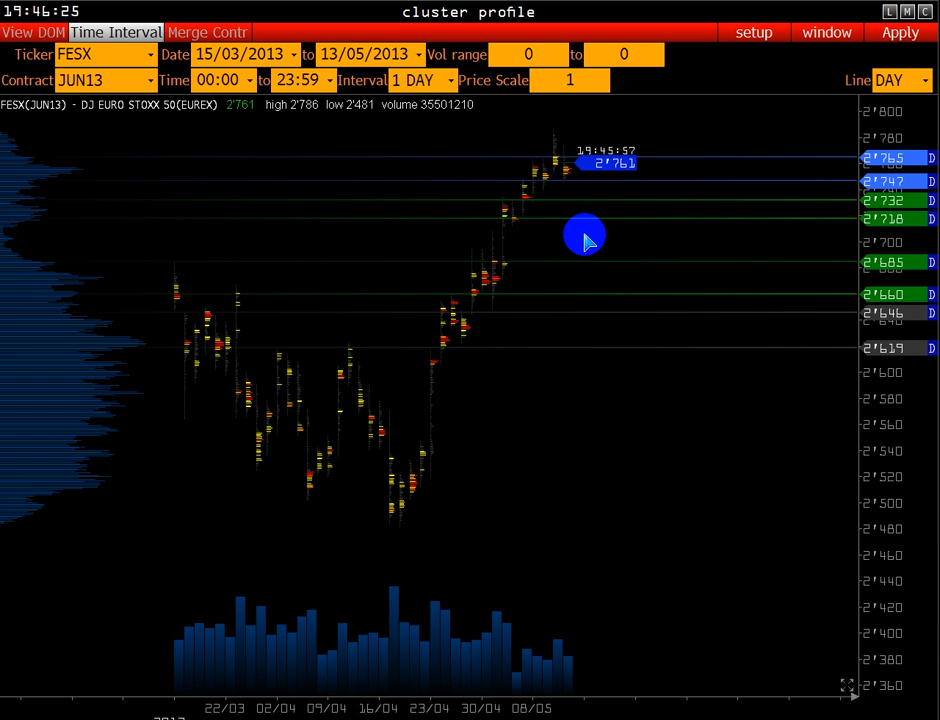 19:46:25 cluster profile L M C
View DOM Time Interval Merge Contr setup window Apply
Ticker FESX Date 15/03/2013 to 13/05/2013 Vol range 0 to 0
Contract JUN13 Time 00:00 to 23:59 Interval 1 DAY Price Scale 1 Line DAY
FESX(JUN13) - DJ EURO STOXX 50(EUREX) 2'761 high 2'786 low 2'481 volume 35501210
2'800
2'780
19:45:57
2'765 D
2'761
2'747 D
2'732 D
2'718 D
2'700
2'685 D
2'660 D
2'646 D
2'619 D
2'600
2'580
2'560
2'540
2'520
2'500
2'480
2'460
2'440
2'420
2'400
2'380
2'360
22/03 02/04 09/04 16/04 23/04 30/04 08/05